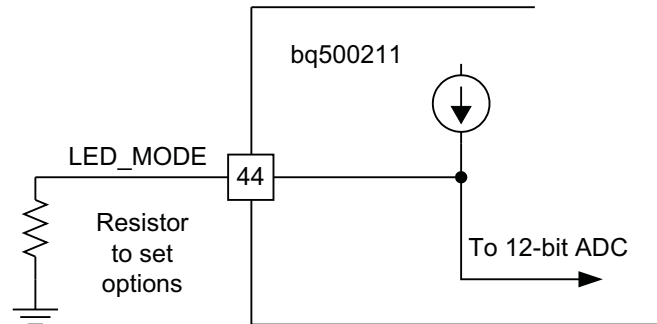 bq500211
LED_MODE
44
Resistor
to set
options
To 12-bit ADC